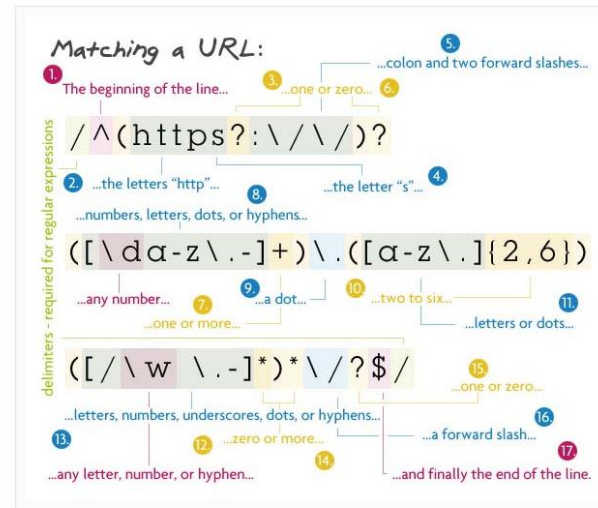 Matching a URL:
5.
...colon and two forward slashes...
1.
3.
...one or zero...
6.
The beginning of the line...
/^(https?:\/\/)?
2.
...the letters “http”...
...the letter “s”...
4.
8.
...numbers, letters, dots, or hyphens...
([\da-z\.-]+)\.([a-z\.]{2,6})
...any number...
9.
...a dot...
10.
...two to six...
11.
7.
...one or more...
...letters or dots...
([/\w \.-]*)*\/?$/
15.
...one or zero...
...letters, numbers, underscores, dots, or hyphens...
16.
13.
12.
...zero or more...
...a forward slash...
14.
17.
...any letter, number, or hyphen...
...and finally the end of the line.
delimiters - required for regular expressions